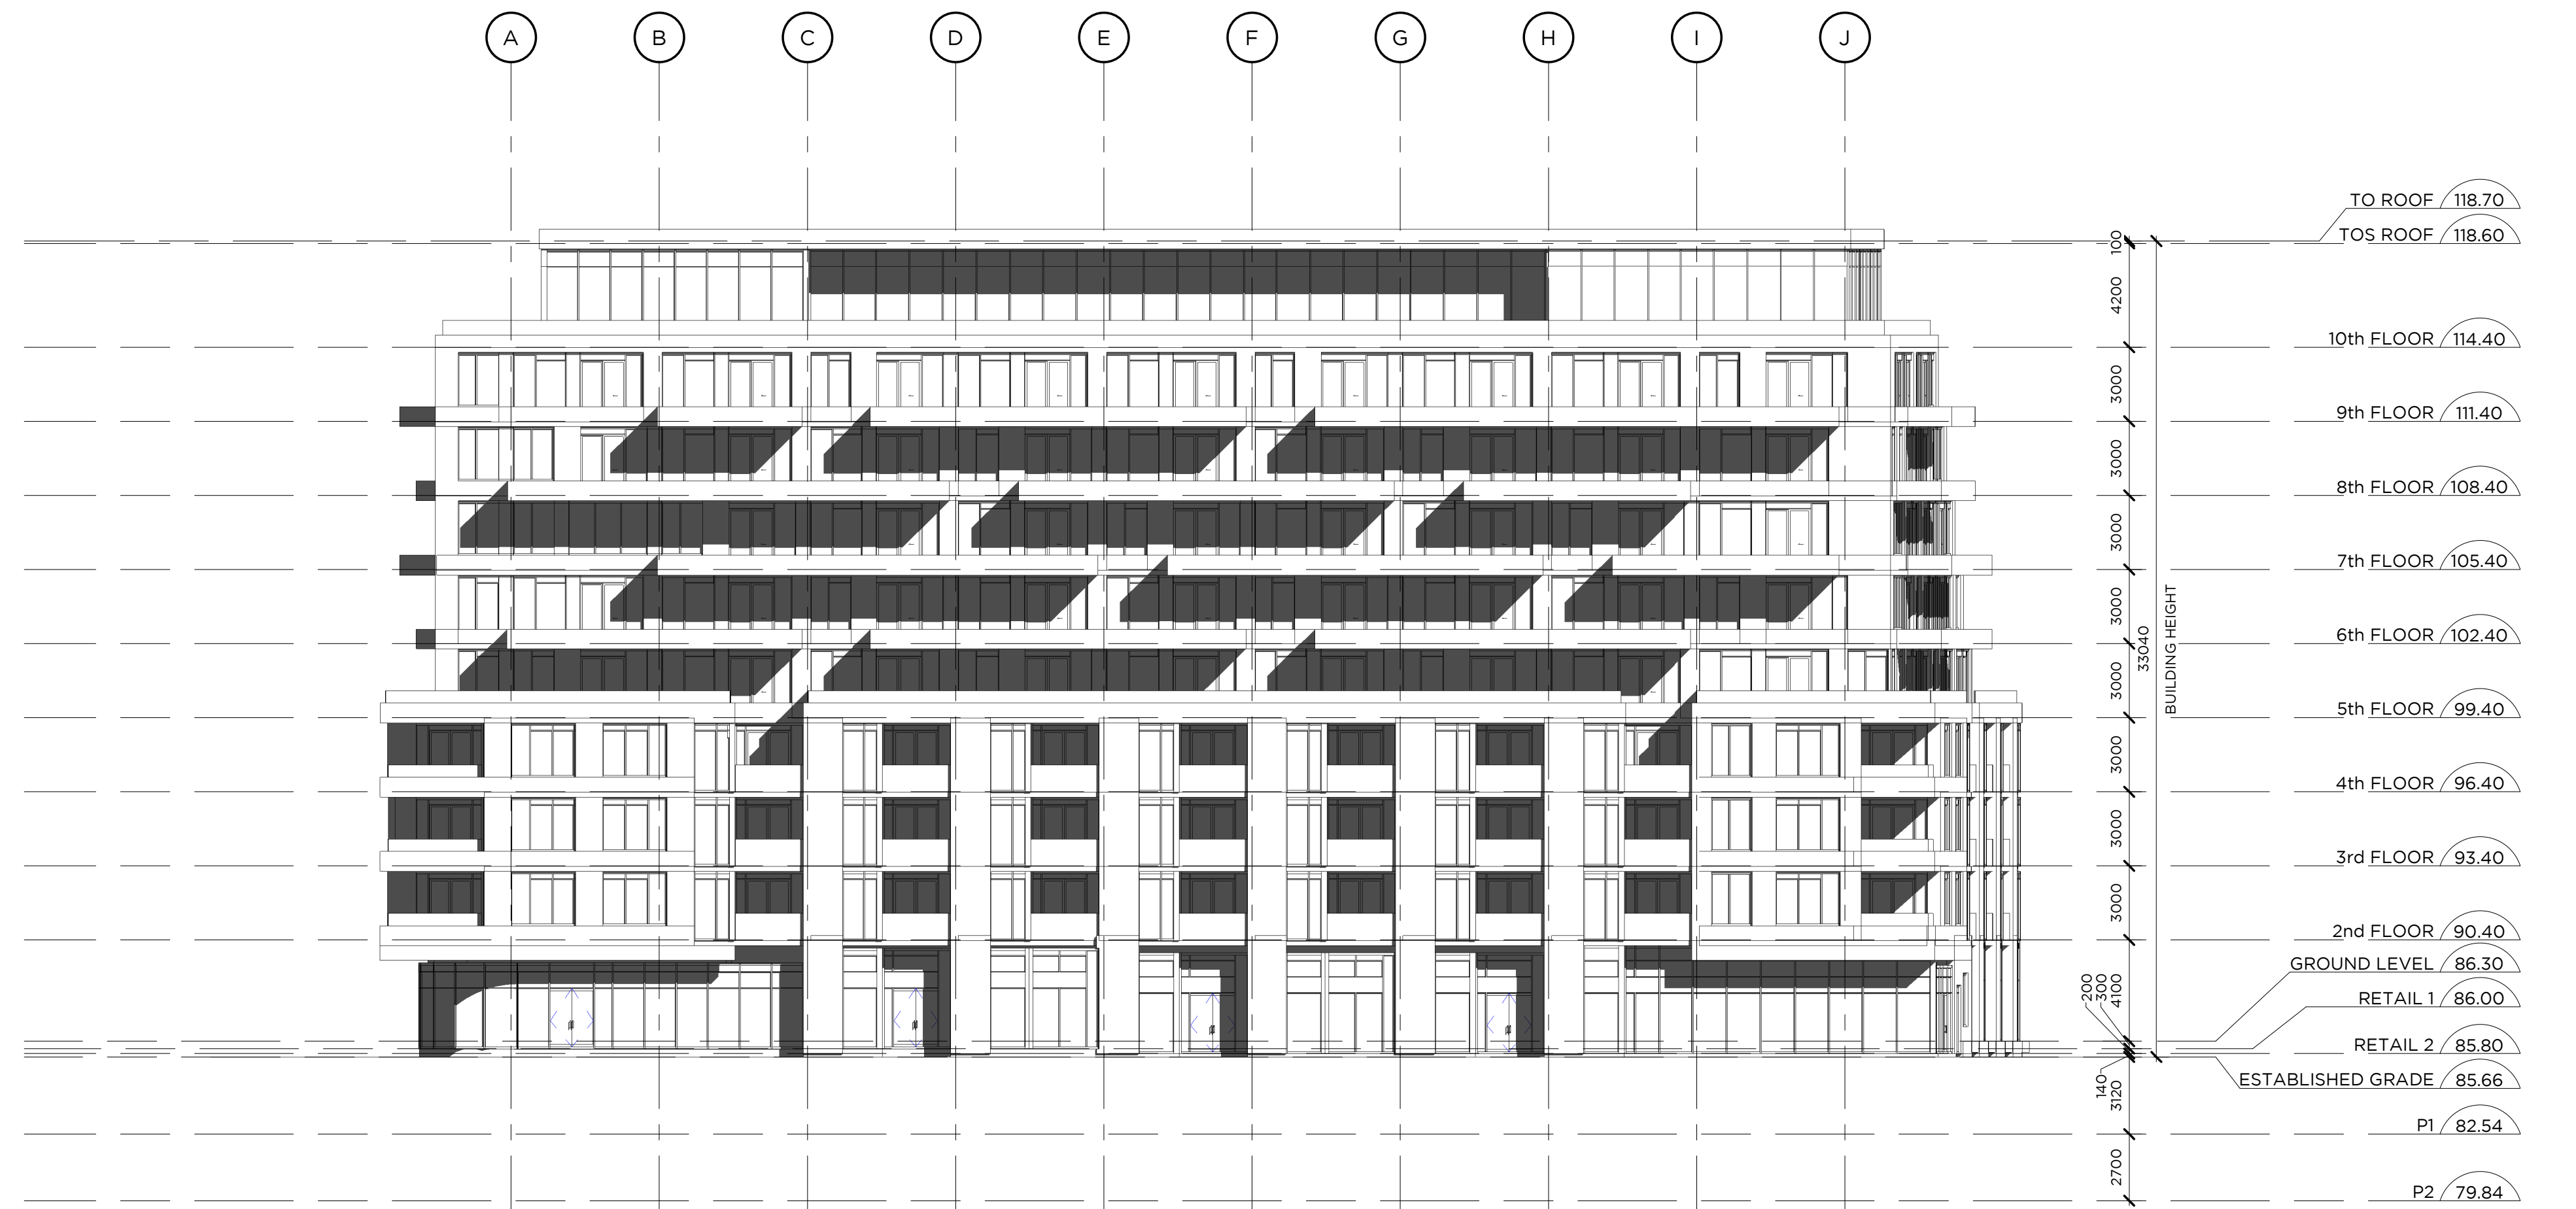 A B C D E F G H I J
TO ROOF 118.70
TOS ROOF 118.60
100
4200
10th FLOOR 114.40
3000
9th FLOOR 111.40
3000
8th FLOOR 108.40
3000
7th FLOOR 105.40
3000
BUILDING HEIGHT
33040
6th FLOOR 102.40
3000
5th FLOOR 99.40
3000
4th FLOOR 96.40
3000
3rd FLOOR 93.40
3000
2nd FLOOR 90.40
GROUND LEVEL 86.30
200
300
4100
RETAIL 1 86.00
RETAIL 2 85.80
ESTABLISHED GRADE 85.66
140
3120
P1 82.54
2700
P2 79.84